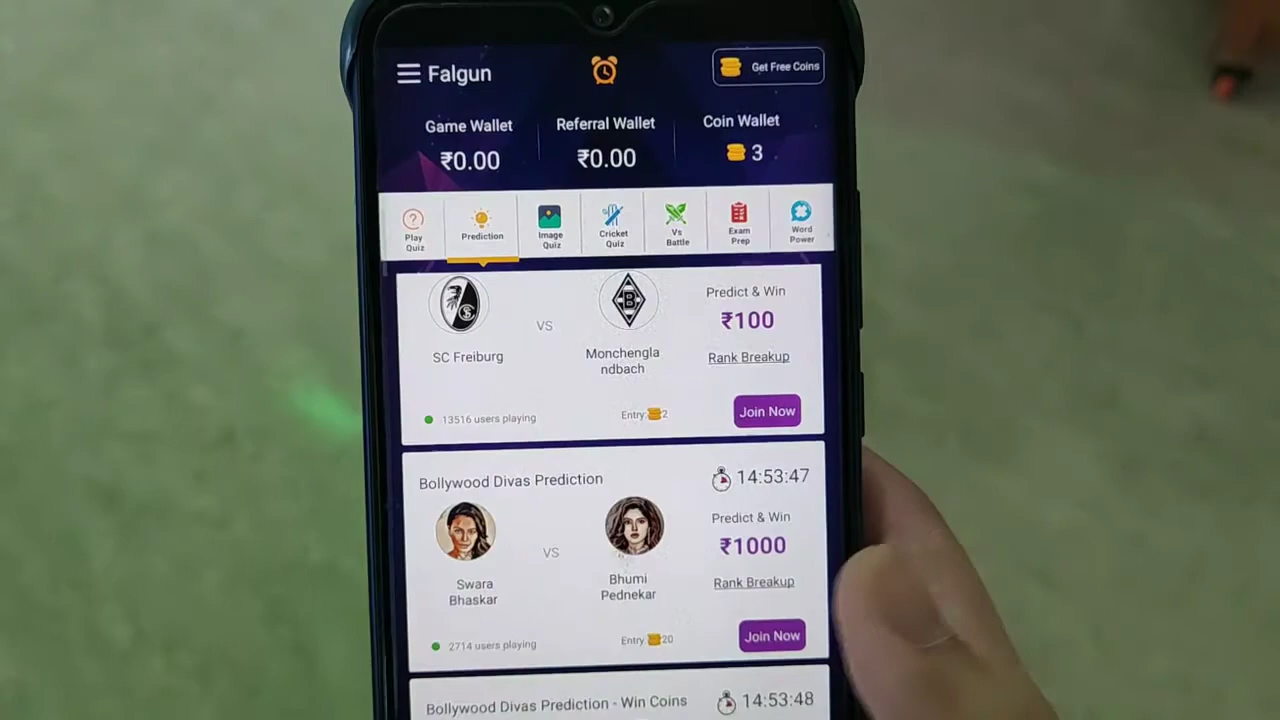 Falgun
Get Free Coins
Game Wallet
₹0.00
Referral Wallet
₹0.00
Coin Wallet
3
Play
Quiz
Prediction
Image
Quiz
Cricket
Quiz
Vs
Battle
Exam
Prep
Word
Power
SC Freiburg
VS
Monchengla
ndbach
Predict & Win
₹100
Rank Breakup
13516 users playing
Entry: 2
Join Now
Bollywood Divas Prediction
14:53:47
Swara
Bhaskar
VS
Bhumi
Pednekar
Predict & Win
₹1000
Rank Breakup
2714 users playing
Entry: 20
Join Now
Bollywood Divas Prediction - Win Coins
14:53:48